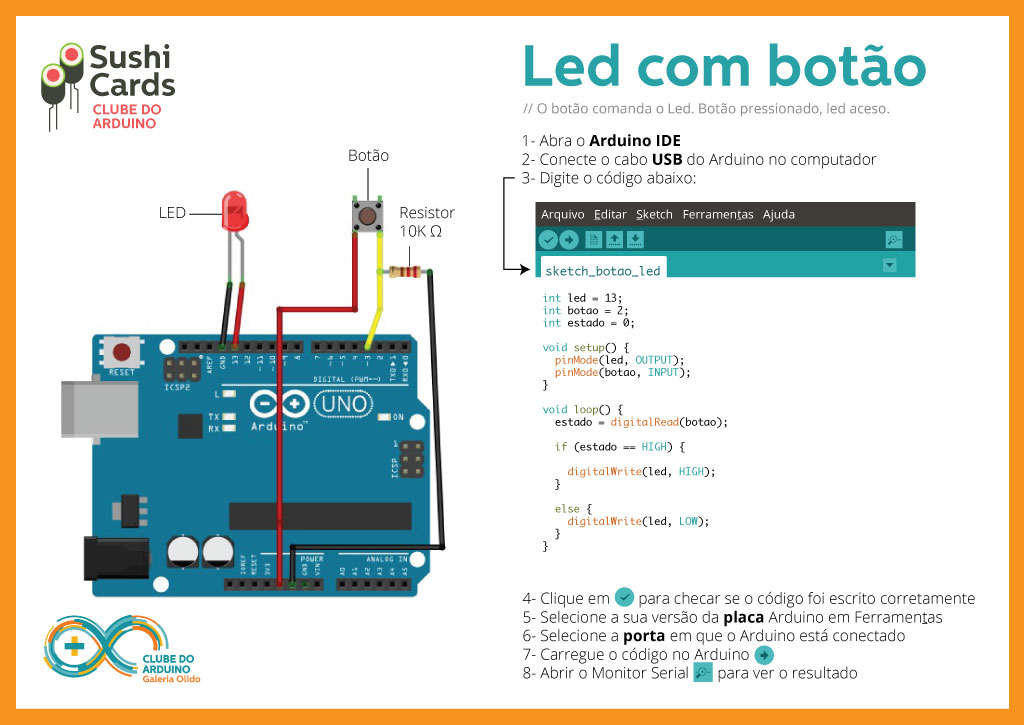 Sushi
Cards
CLUBE DO
ARDUINO
Led com botão
// O botão comanda o Led. Botão pressionado, led aceso.
1- Abra o Arduino IDE
2- Conecte o cabo USB do Arduino no computador
3- Digite o código abaixo:
Botão
LED
Resistor
10K Ω
Arquivo Editar Sketch Ferramentas Ajuda
sketch_botao_led
int led = 13;
int botao = 2;
int estado = 0;
void setup() {
pinMode(led, OUTPUT);
pinMode(botao, INPUT);
}
void loop() {
estado = digitalRead(botao);
if (estado == HIGH) {
digitalWrite(led, HIGH);
}
else {
digitalWrite(led, LOW);
}
}
RESET
ICSP2
AREF
GND
13
12
~11
~10
~9
8
7
~6
~5
4
~3
2
TXD▶1
RXD◀0
DIGITAL (PWM=~)
L
TX
RX
UNO
Arduino™
ON
1
ICSP
IOREF
RESET
3V3
POWER
GND
VIN
ANALOG IN
A0
A1
A2
A3
A4
A5
CLUBE DO
ARDUINO
Galeria Olido
4- Clique em para checar se o código foi escrito corretamente
5- Selecione a sua versão da placa Arduino em Ferramentas
6- Selecione a porta em que o Arduino está conectado
7- Carregue o código no Arduino
8- Abrir o Monitor Serial para ver o resultado